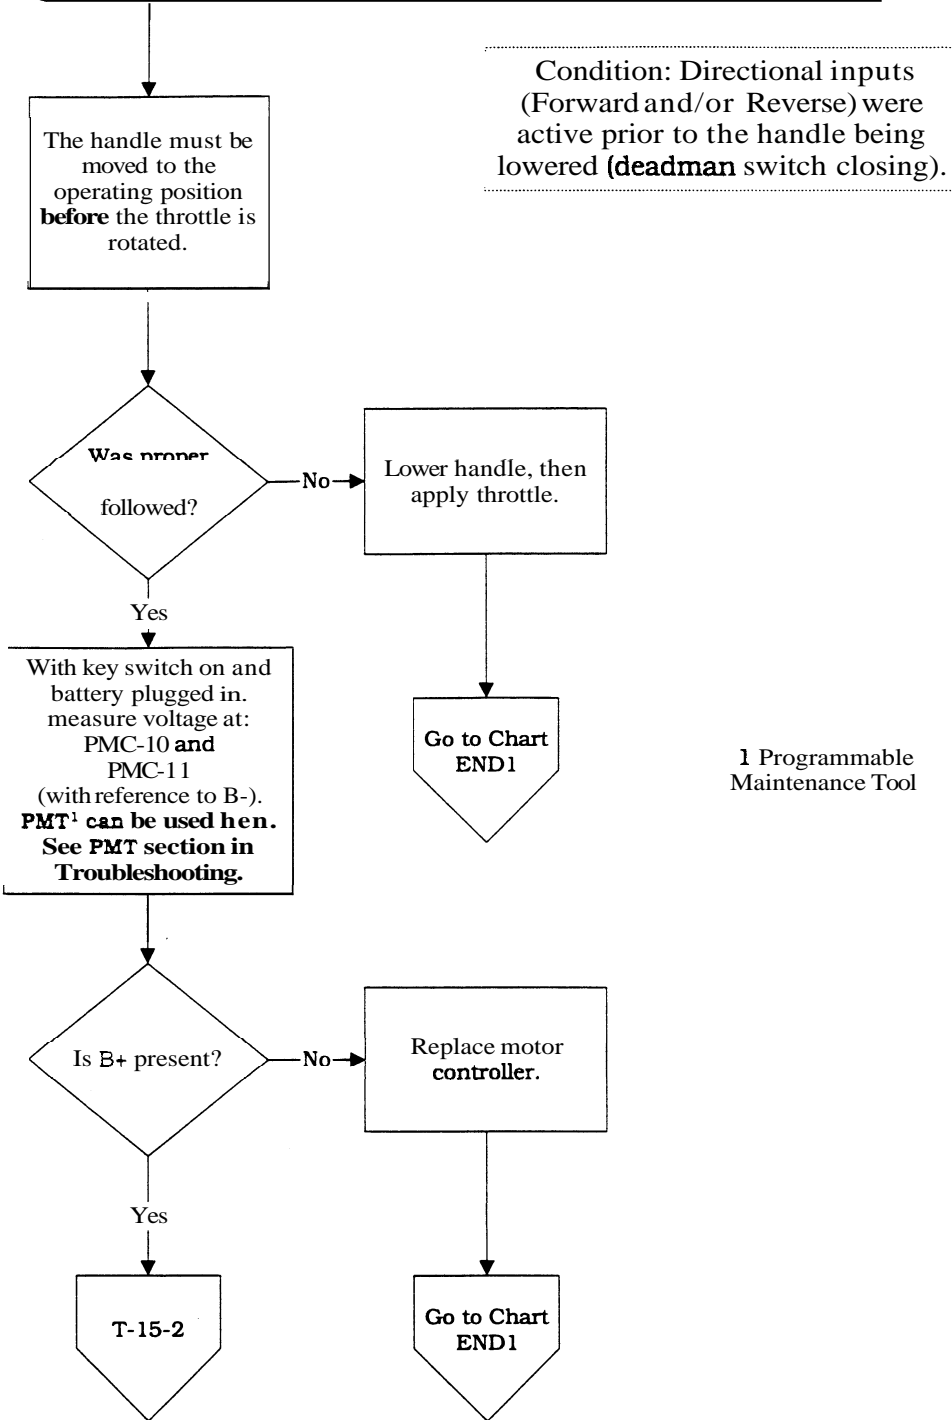 Condition: Directional inputs
(Forward and/or Reverse) were
active prior to the handle being
lowered (deadman switch closing).
The handle must be
moved to the
operating position
before the throttle is
rotated.
Was proper
followed?
No
Lower handle, then
apply throttle.
Yes
Go to Chart
END1
With key switch on and
battery plugged in.
measure voltage at:
PMC-10 and
PMC-11
(with reference to B-).
PMT¹ can be used hen.
See PMT section in
Troubleshooting.
1 Programmable
Maintenance Tool
Is B+ present?
No
Replace motor
controller.
Yes
T-15-2
Go to Chart
END1